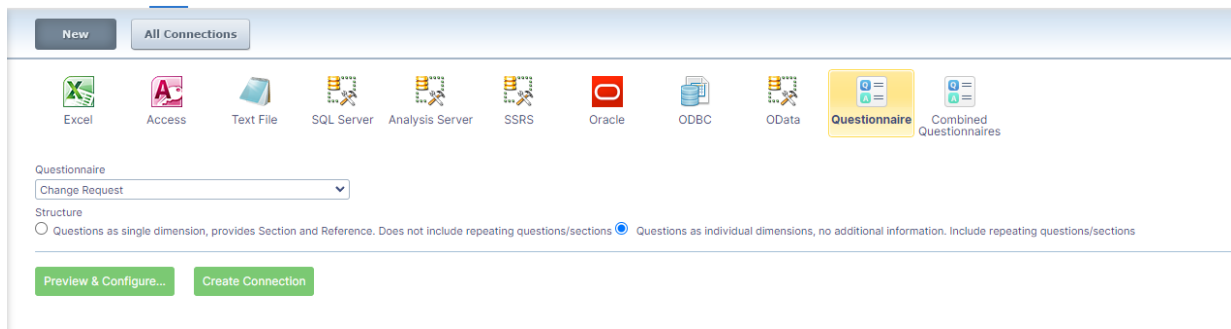 New
All Connections
Excel
Access
Text File
SQL Server
Analysis Server
SSRS
Oracle
ODBC
OData
Questionnaire
Combined
Questionnaires
Questionnaire
Change Request
Structure
Questions as single dimension, provides Section and Reference. Does not include repeating questions/sections
Questions as individual dimensions, no additional information. Include repeating questions/sections
Preview & Configure...
Create Connection